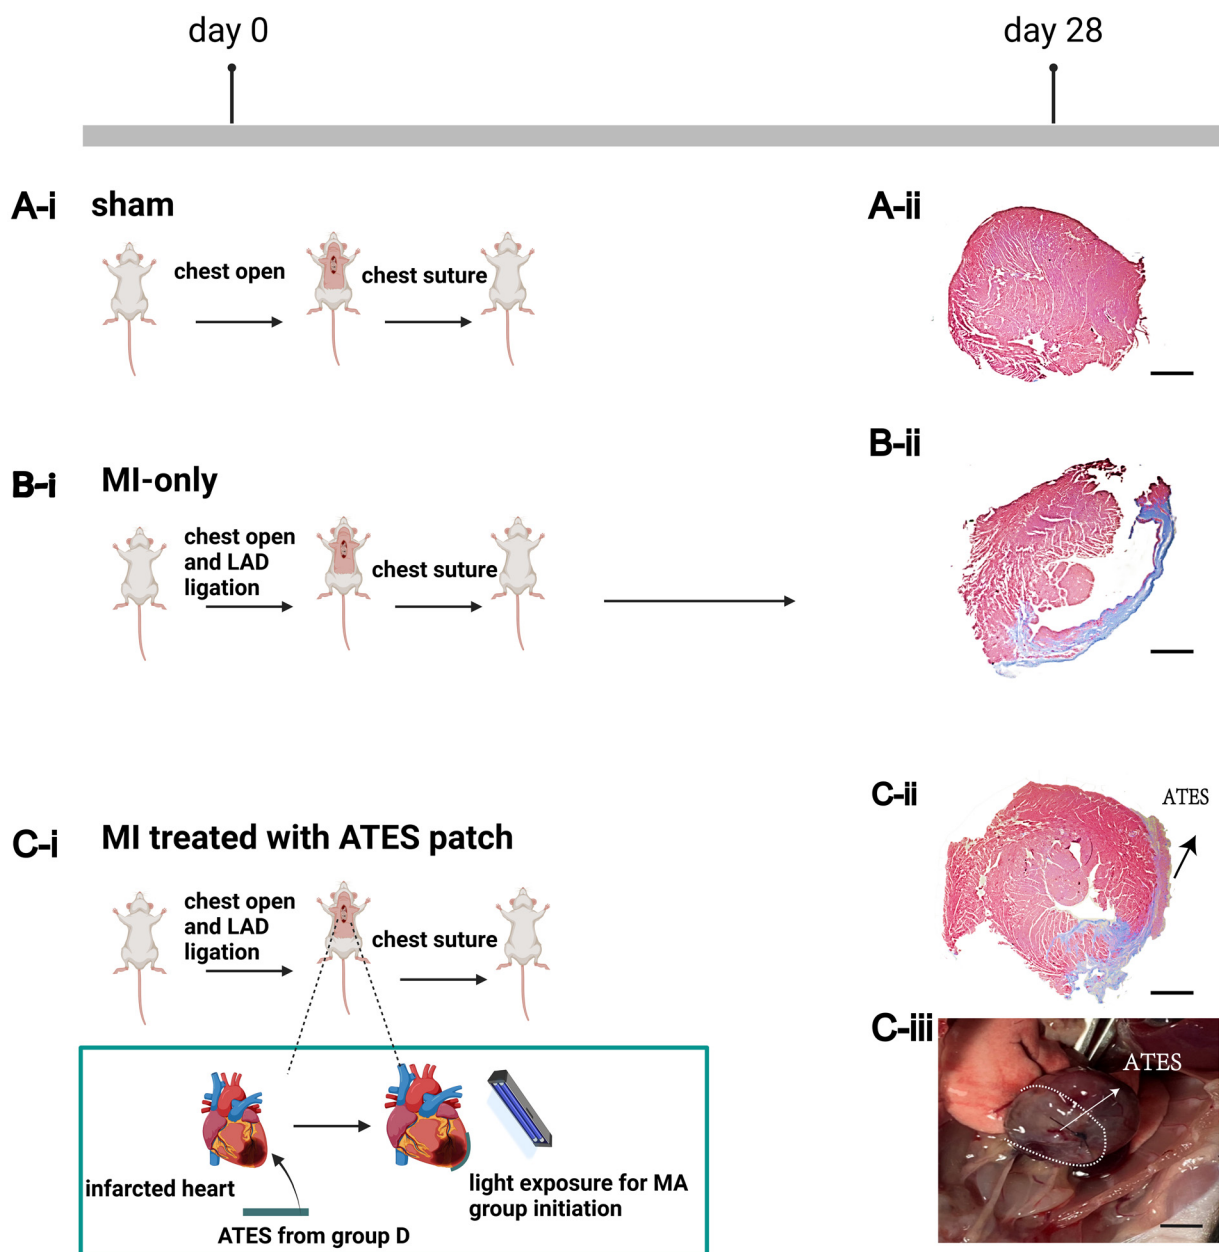 day 0
day 28
A-i
sham
chest open
chest suture
A-ii
B-i
MI-only
chest open
and LAD
ligation
chest suture
B-ii
C-i
MI treated with ATES patch
chest open
and LAD
ligation
chest suture
C-ii
ATES
infarcted heart
ATES from group D
light exposure for MA
group initiation
C-iii
ATES